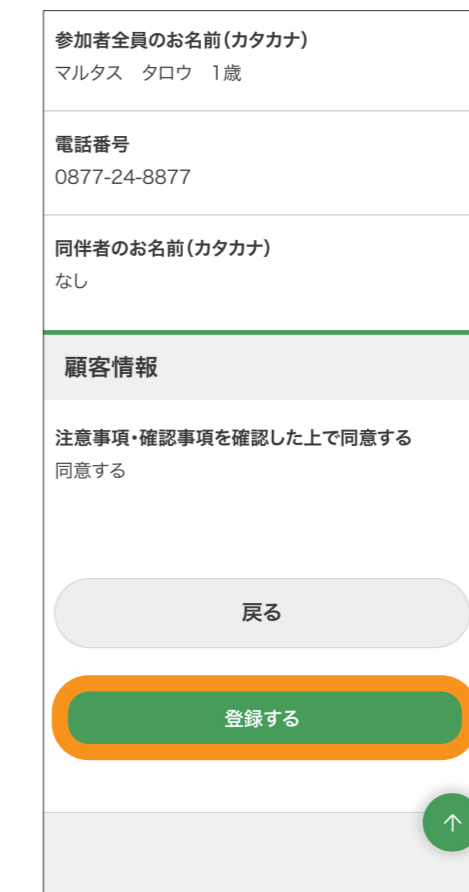 参加者全員のお名前(カタカナ)
マルタス　タロウ　1歳
電話番号
0877-24-8877
同伴者のお名前(カタカナ)
なし
顧客情報
注意事項・確認事項を確認した上で同意する
同意する
戻る
登録する